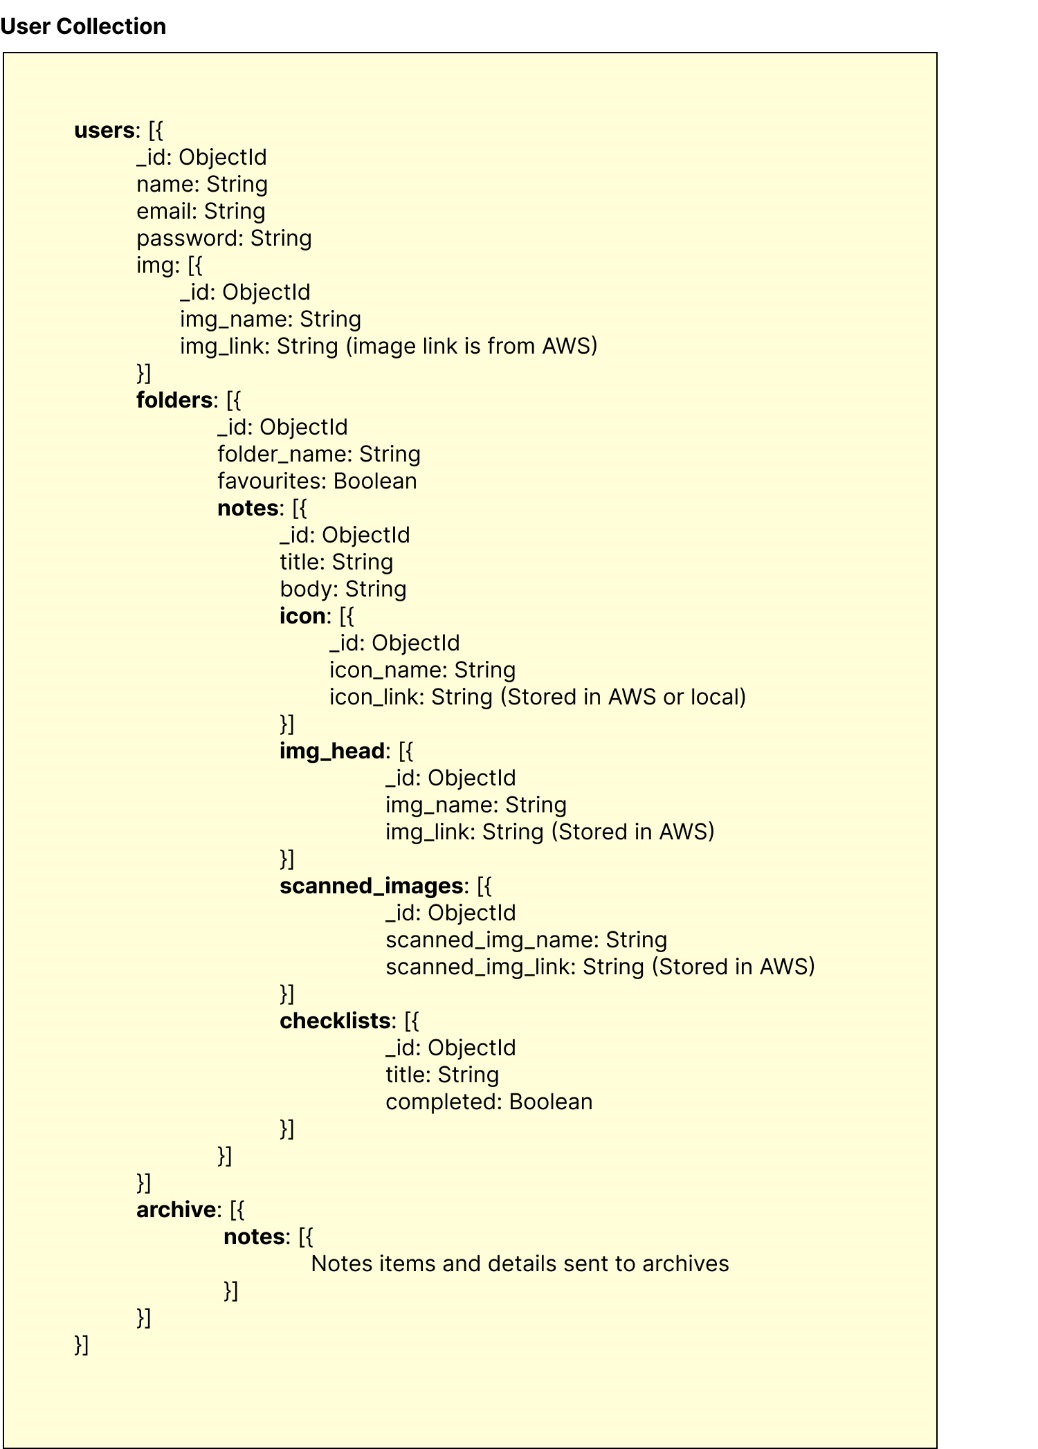 User Collection
users: [{
_id: ObjectId
name: String
email: String
password: String
img: [{
_id: ObjectId
img_name: String
img_link: String (image link is from AWS)
}]
folders: [{
_id: ObjectId
folder_name: String
favourites: Boolean
notes: [{
_id: ObjectId
title: String
body: String
icon: [{
_id: ObjectId
icon_name: String
icon_link: String (Stored in AWS or local)
}]
img_head: [{
_id: ObjectId
img_name: String
img_link: String (Stored in AWS)
}]
scanned_images: [{
_id: ObjectId
scanned_img_name: String
scanned_img_link: String (Stored in AWS)
}]
checklists: [{
_id: ObjectId
title: String
completed: Boolean
}]
}]
}]
archive: [{
notes: [{
Notes items and details sent to archives
}]
}]
}]